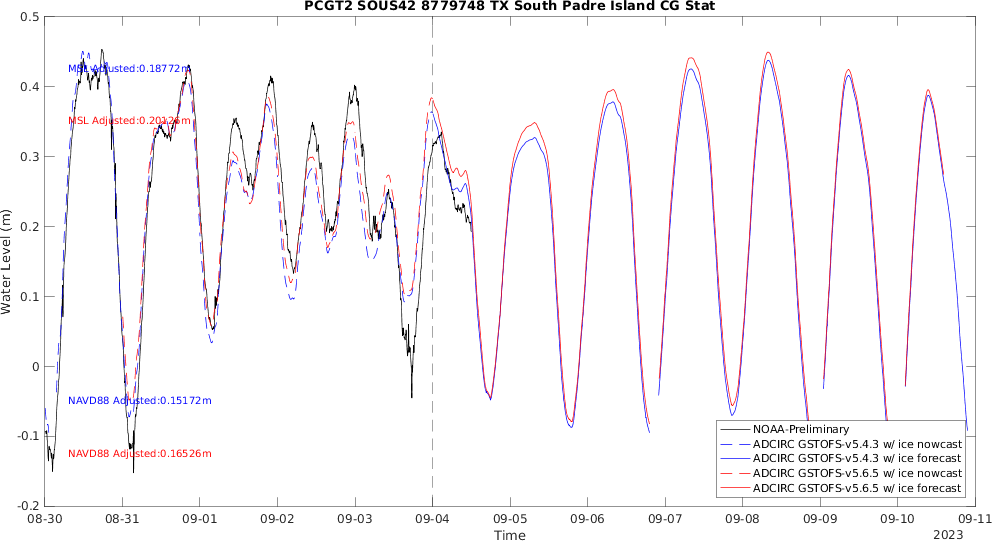 PCGT2 SOUS42 8779748 TX South Padre Island CG Stat
0.5
0.4
0.3
0.2
0.1
0
-0.1
-0.2
Water Level (m)
MSL Adjusted:0.18772m
MSL Adjusted:0.20126m
NAVD88 Adjusted:0.15172m
NAVD88 Adjusted:0.16526m
NOAA-Preliminary
ADCIRC GSTOFS-v5.4.3 w/ ice nowcast
ADCIRC GSTOFS-v5.4.3 w/ ice forecast
ADCIRC GSTOFS-v5.6.5 w/ ice nowcast
ADCIRC GSTOFS-v5.6.5 w/ ice forecast
08-30 08-31 09-01 09-02 09-03 09-04 09-05 09-06 09-07 09-08 09-09 09-10 09-11
Time
2023